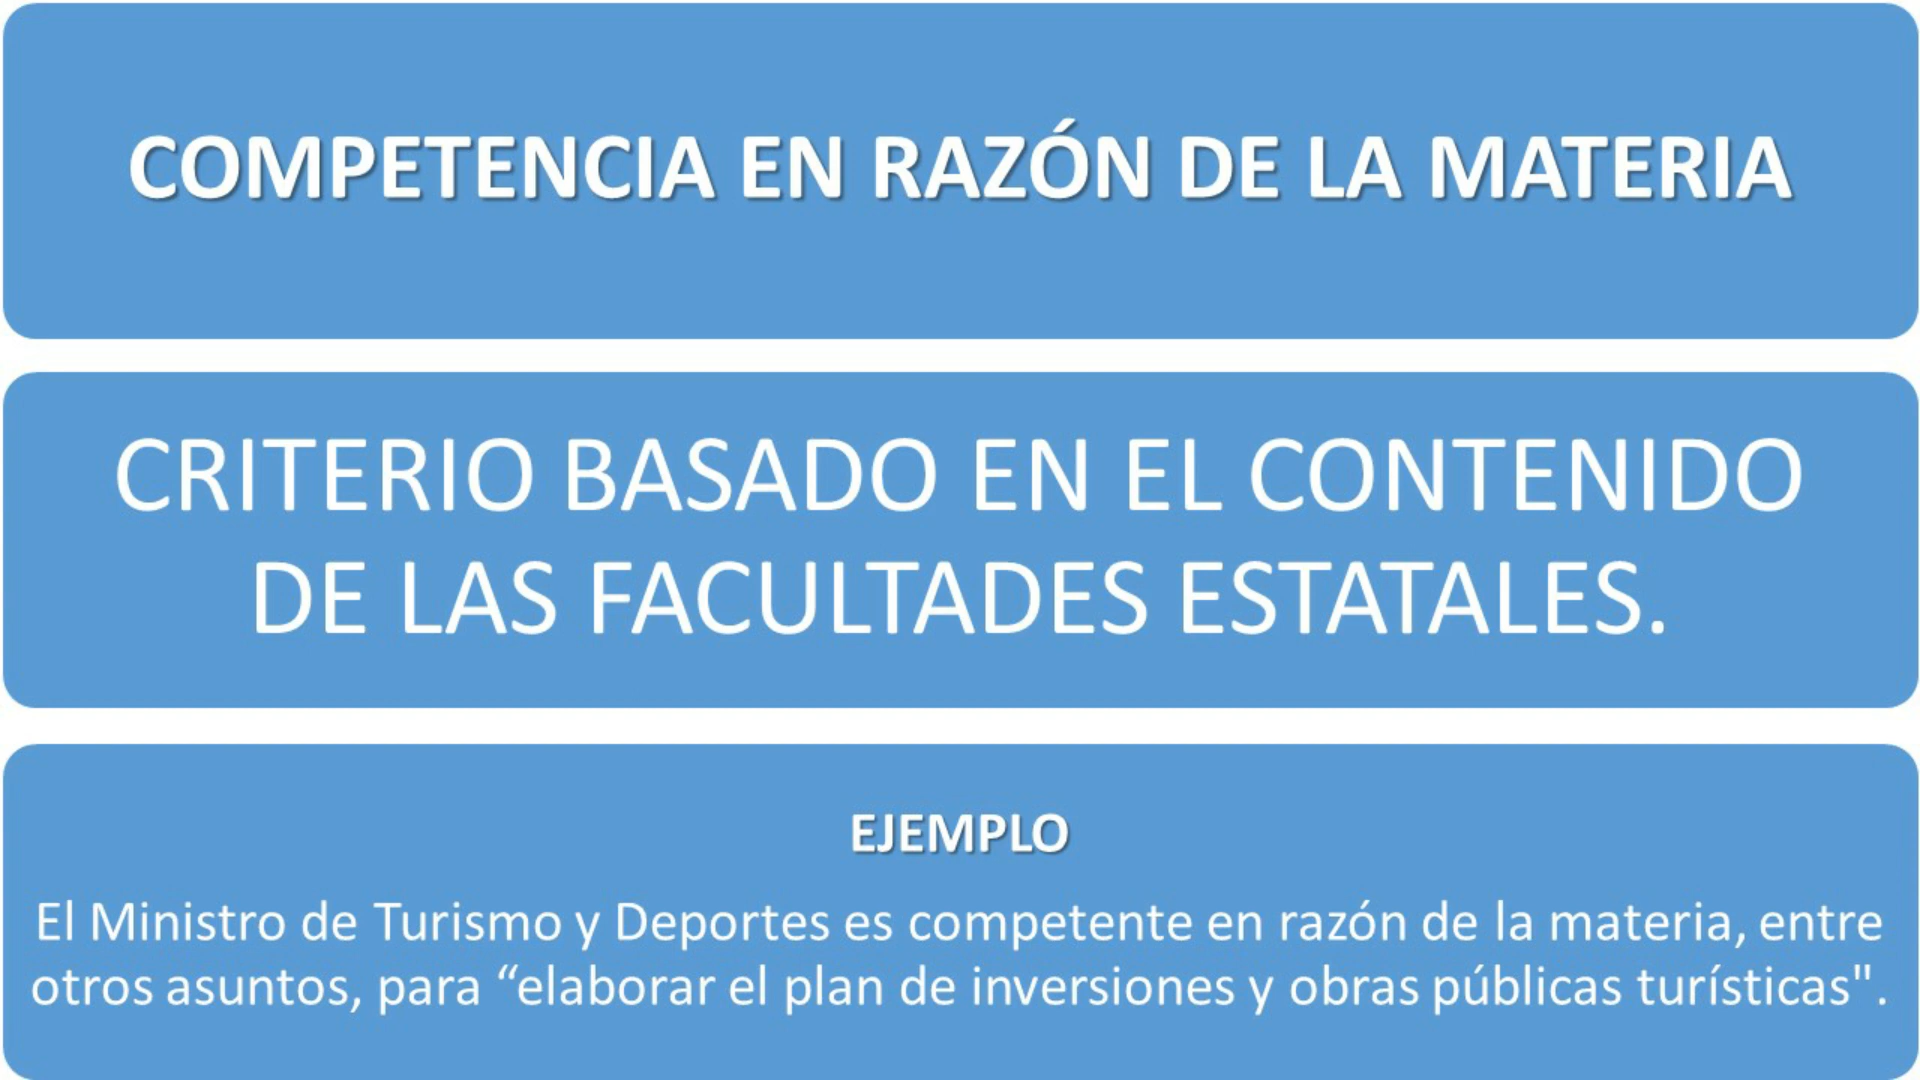 COMPETENCIA EN RAZÓN DE LA MATERIA
CRITERIO BASADO EN EL CONTENIDO
DE LAS FACULTADES ESTATALES.
EJEMPLO
El Ministro de Turismo y Deportes es competente en razón de la materia, entre
otros asuntos, para “elaborar el plan de inversiones y obras públicas turísticas".